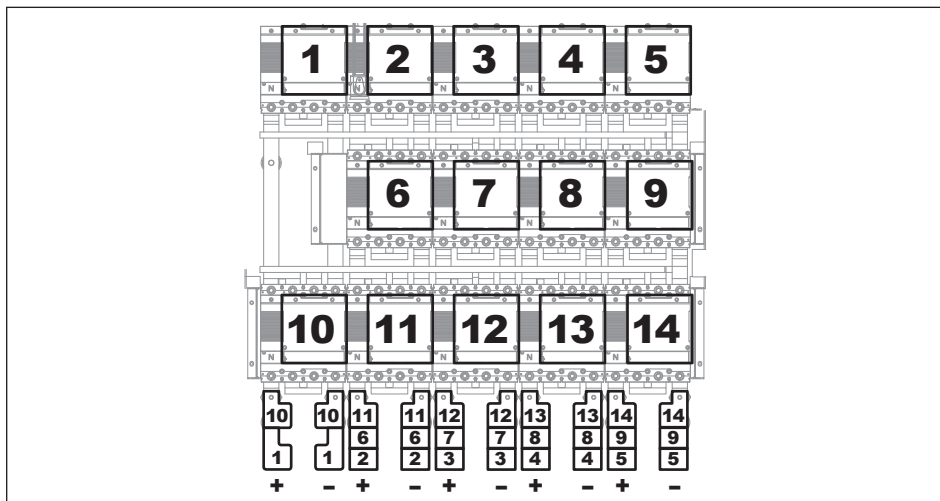 1 2 3 4 5
N N N N N
6 7 8 9
N N N N
10 11 12 13 14
N N N N N
10 10 11 11 12 12 13 13 14 14
6 6 7 7 8 8 9 9
1 1 2 2 3 3 4 4 5 5
+ - + - + - + - + -